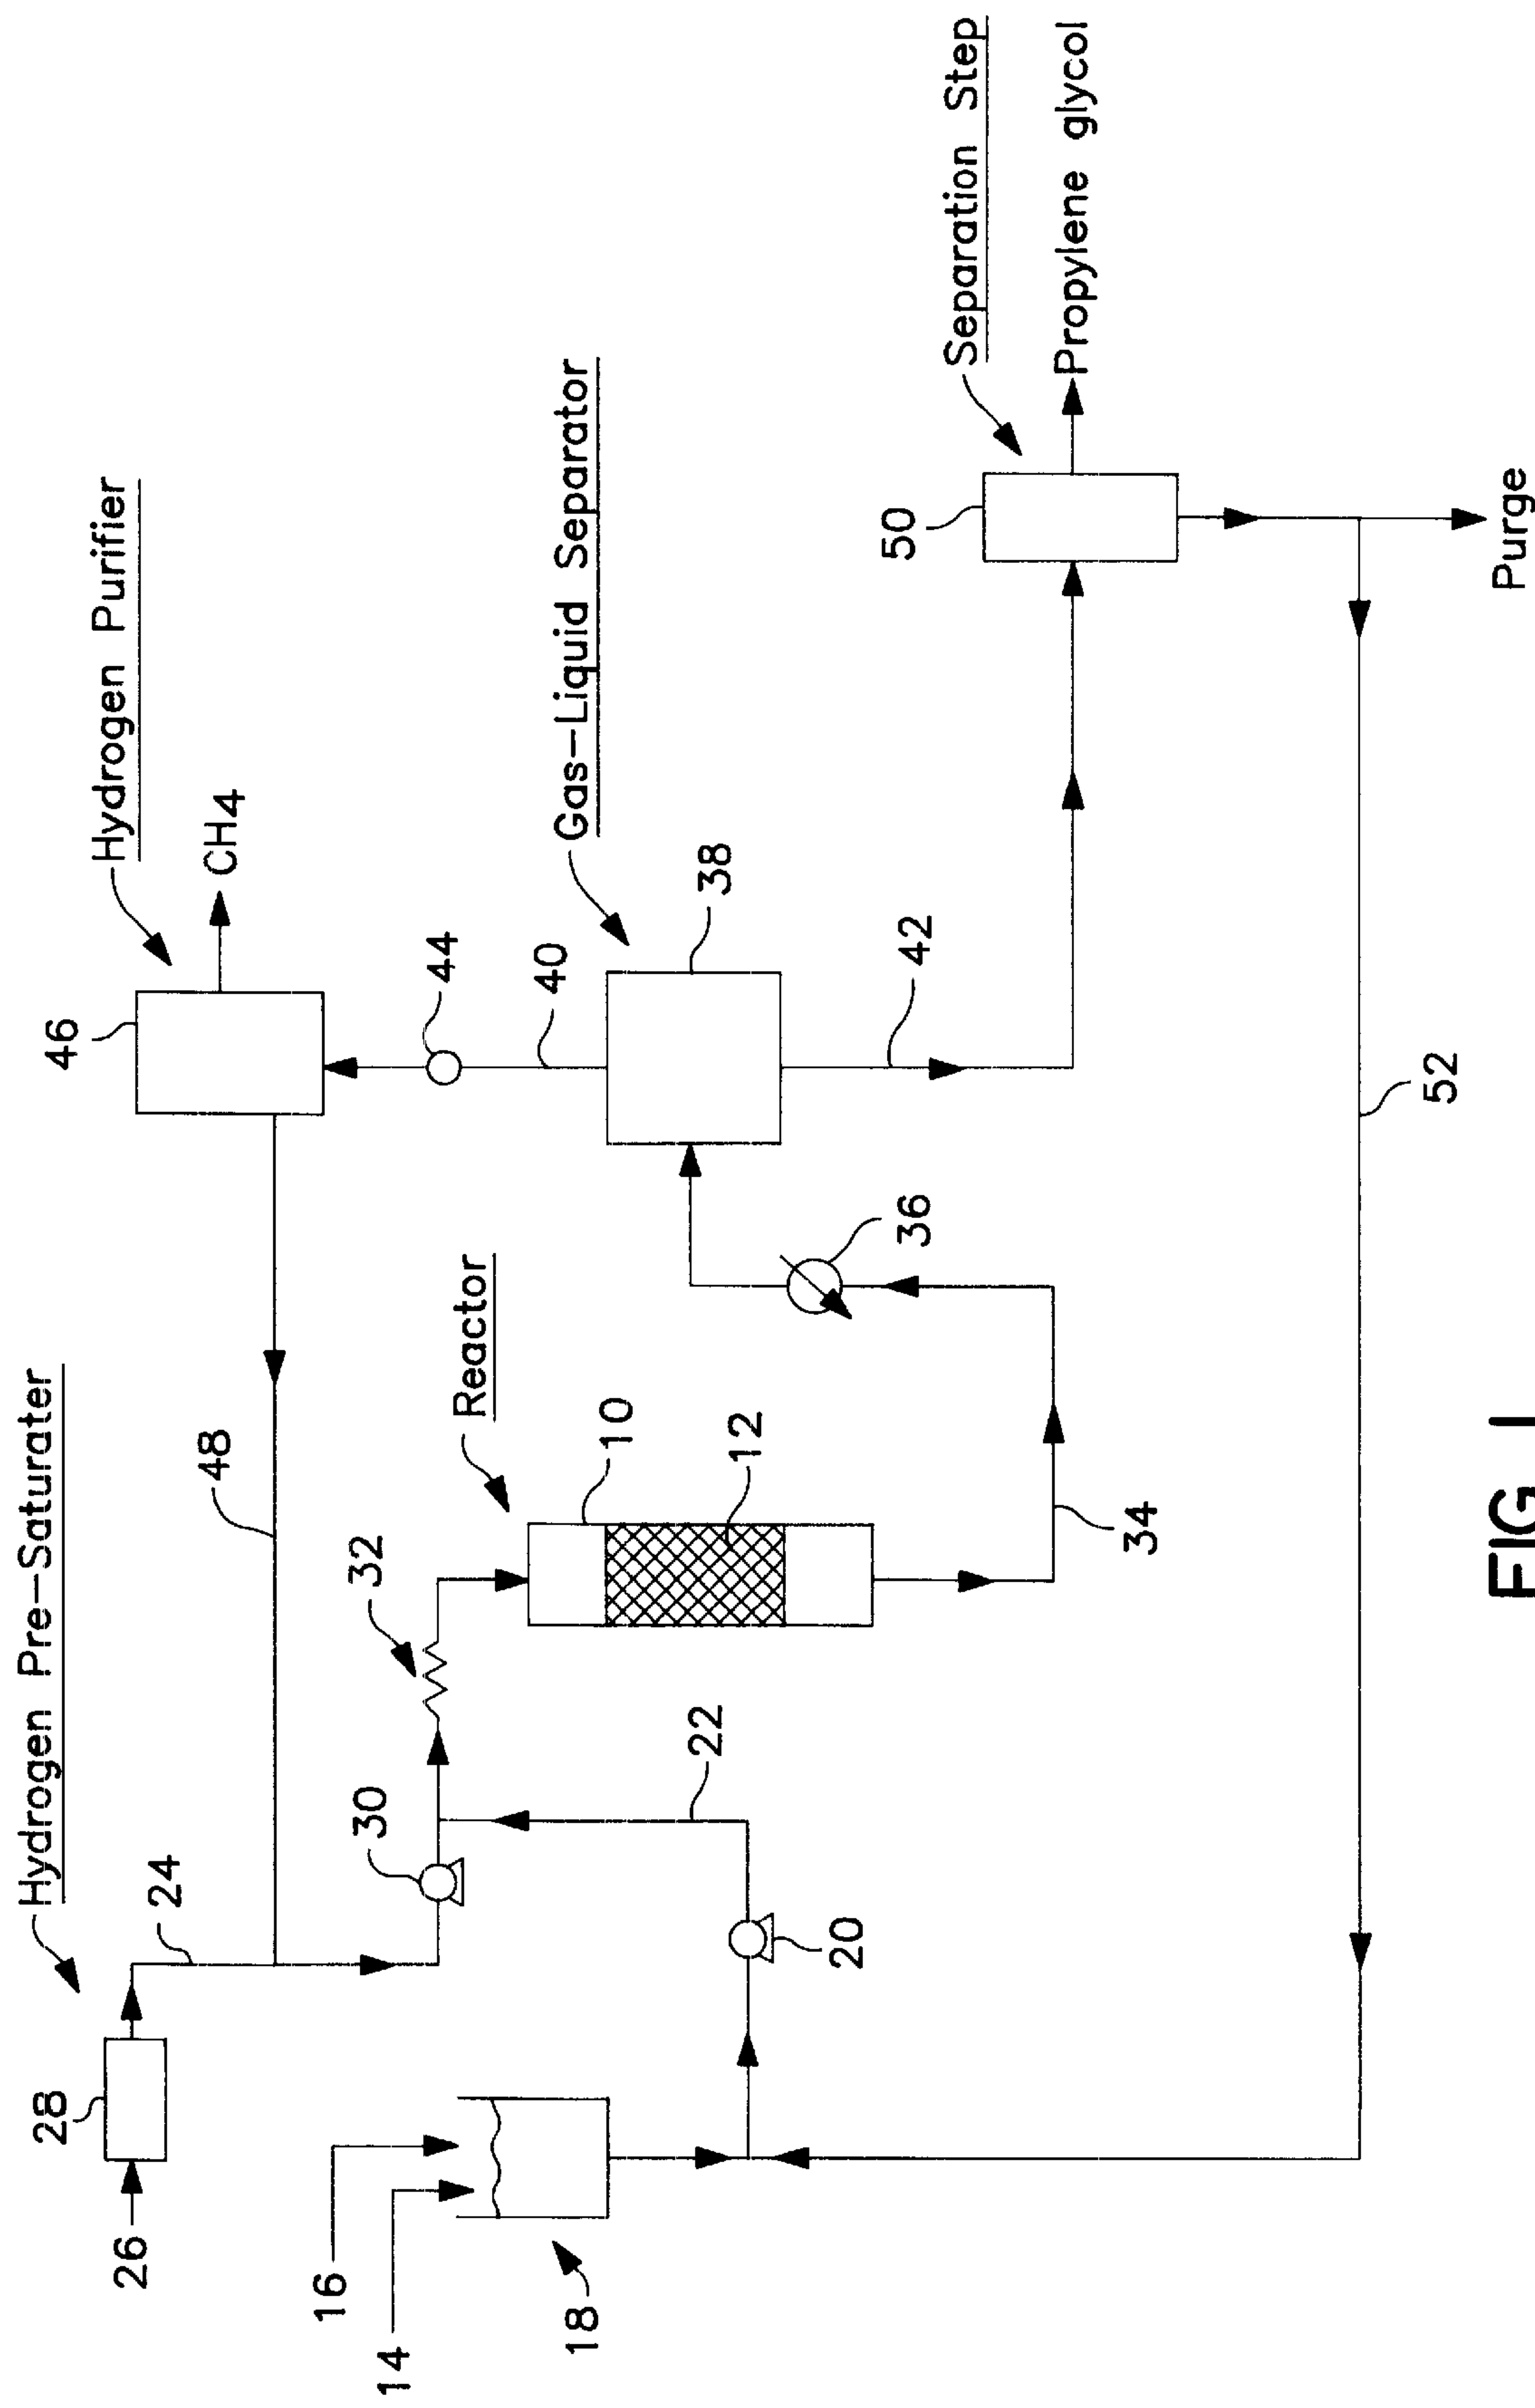 Hydrogen Pre-Saturater
Hydrogen Purifier
26
28
24
48
46
CH4
16
14
18
30
32
Reactor
44
40
Gas-Liquid Separator
10
12
38
20
22
36
42
34
50
Separation Step
Propylene glycol
52
Purge
FIG. 1